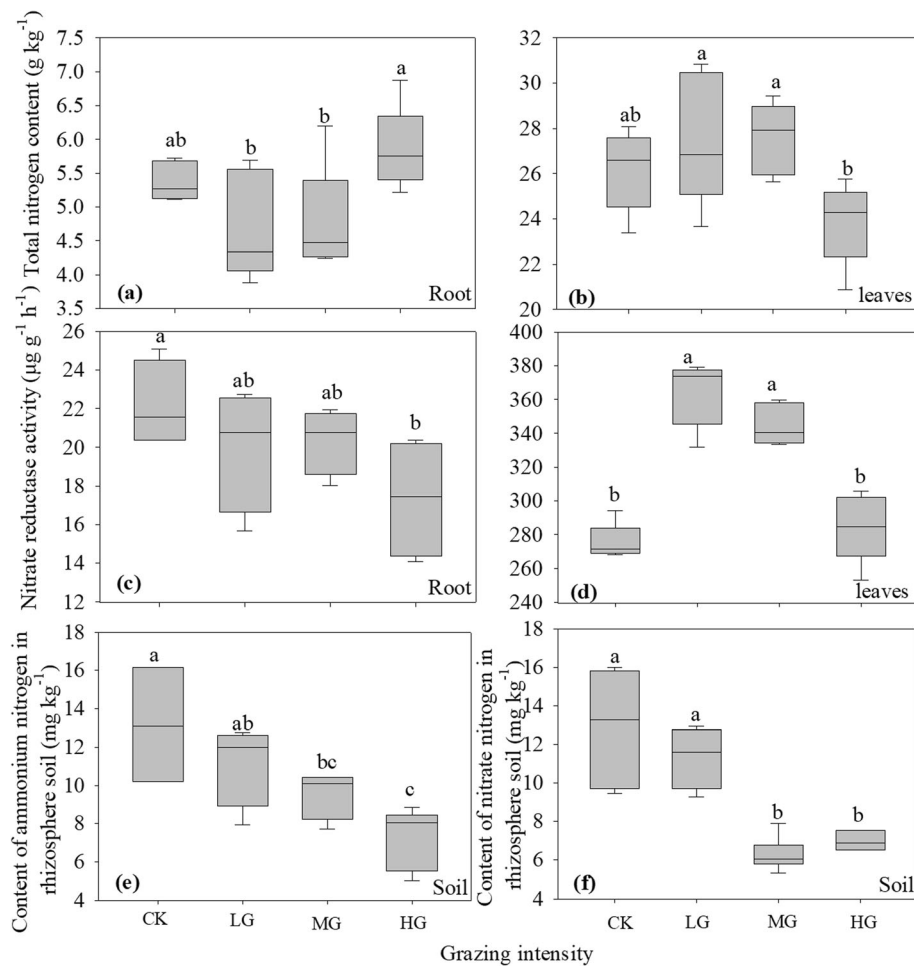 Total nitrogen content (g kg⁻¹)
7.5
7.0
6.5
6.0
5.5
5.0
4.5
4.0
3.5
ab
b
b
a
(a)
Root
32
30
28
26
24
22
20
ab
a
a
b
(b)
leaves
Nitrate reductase activity (µg g⁻¹ h⁻¹)
26
24
22
20
18
16
14
12
a
ab
ab
b
(c)
Root
400
380
360
340
320
300
280
260
240
b
a
a
b
(d)
leaves
Content of ammonium nitrogen in
rhizosphere soil (mg kg⁻¹)
18
16
14
12
10
8
6
4
a
ab
bc
c
(e)
Soil
CK LG MG HG
Content of nitrate nitrogen in
rhizosphere soil (mg kg⁻¹)
18
16
14
12
10
8
6
4
a
a
b
b
(f)
Soil
CK LG MG HG
Grazing intensity